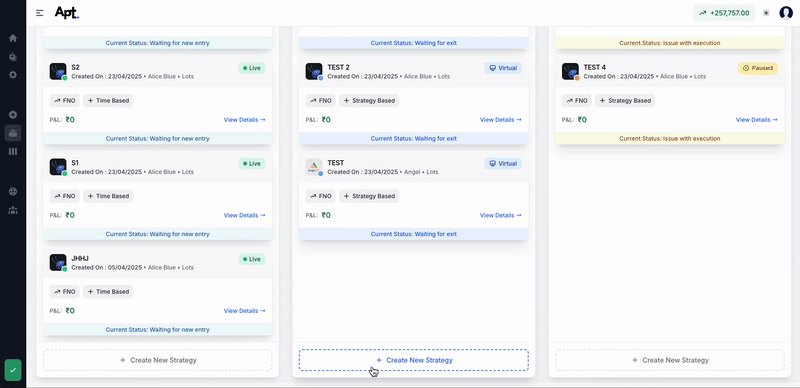 Apt.
+257,757.00
Current Status: Waiting for new entry
S2
Live
Created On : 23/04/2025 • Alice Blue • Lots
FNO
Time Based
P&L: ₹0
View Details →
Current Status: Waiting for new entry
S1
Live
Created On : 23/04/2025 • Alice Blue • Lots
FNO
Time Based
P&L: ₹0
View Details →
Current Status: Waiting for new entry
JHHJ
Live
Created On : 05/04/2025 • Alice Blue • Lots
FNO
Time Based
P&L: ₹0
View Details →
Current Status: Waiting for new entry
+ Create New Strategy
Current Status: Waiting for exit
TEST 2
Virtual
Created On : 23/04/2025 • Alice Blue • Lots
FNO
Strategy Based
P&L: ₹0
View Details →
Current Status: Waiting for exit
TEST
Virtual
Created On : 23/04/2025 • Angel • Lots
FNO
Strategy Based
P&L: ₹0
View Details →
Current Status: Waiting for exit
+ Create New Strategy
Current Status: Issue with execution
TEST 4
Paused
Created On : 23/04/2025 • Alice Blue • Lots
FNO
Strategy Based
P&L: ₹0
View Details →
Current Status: Issue with execution
+ Create New Strategy